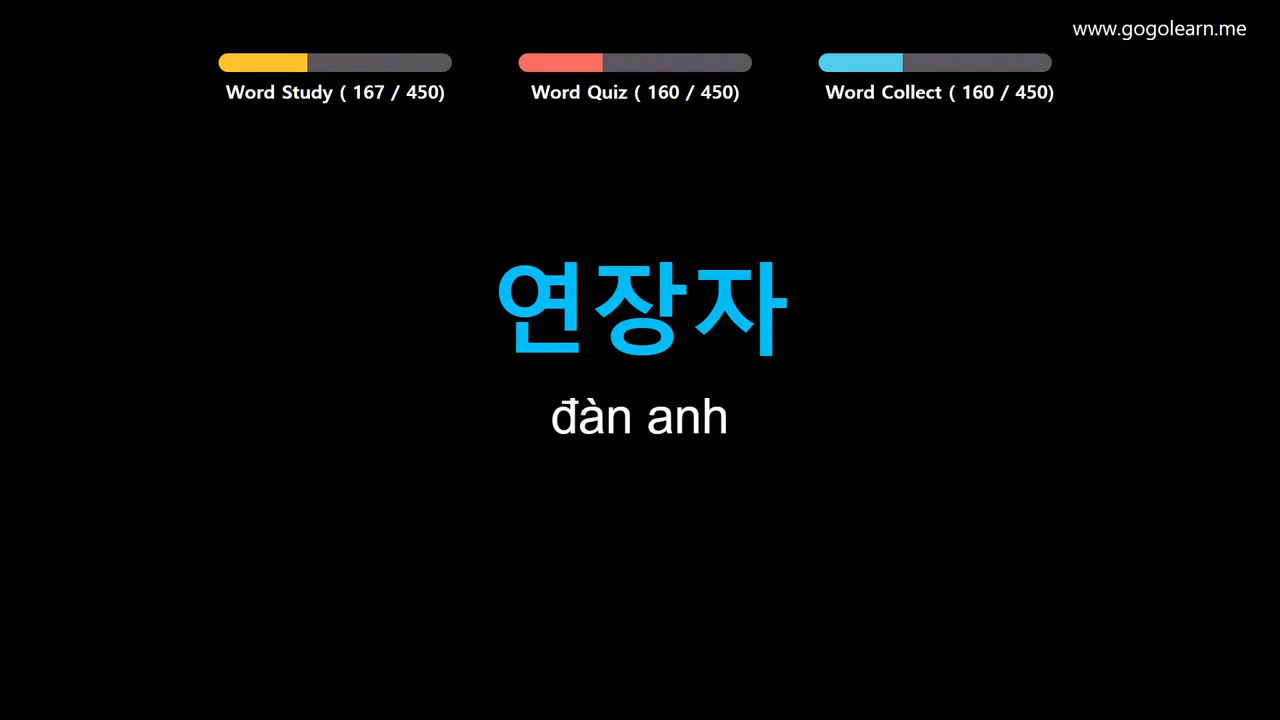 www.gogolearn.me
Word Study ( 167 / 450)
Word Quiz ( 160 / 450)
Word Collect ( 160 / 450)
연장자
đàn anh